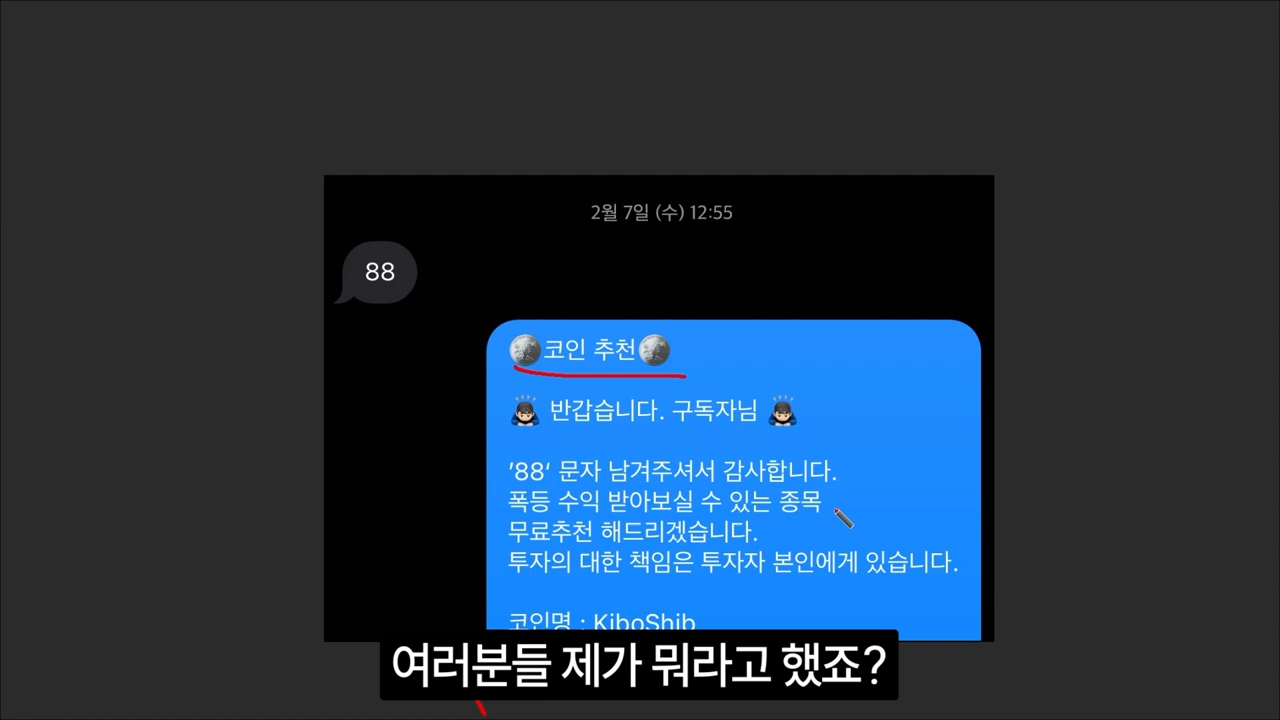 2월 7일 (수) 12:55
88
코인 추천
반갑습니다. 구독자님
'88' 문자 남겨주셔서 감사합니다.
폭등 수익 받아보실 수 있는 종목
무료추천 해드리겠습니다.
투자의 대한 책임은 투자자 본인에게 있습니다.
코인명 : KiboShib
여러분들 제가 뭐라고 했죠?